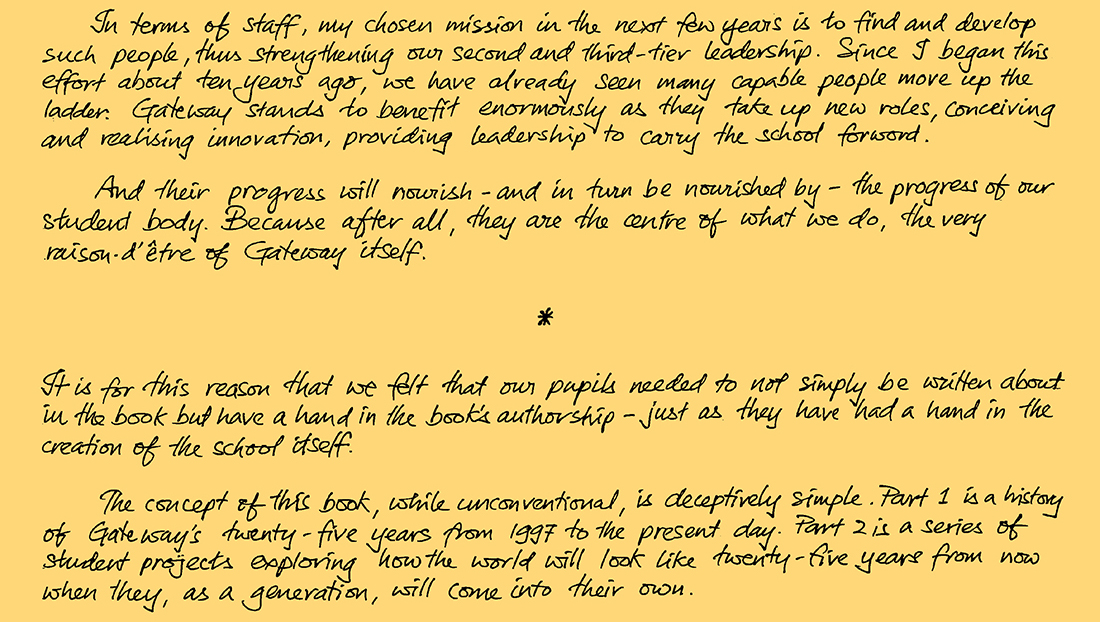 In terms of staff, my chosen mission in the next few years is to find and develop
such people, thus strengthening our second and third-tier leadership. Since I began this
effort about ten years ago, we have already seen many capable people move up the
ladder. Gateway stands to benefit enormously as they take up new roles, conceiving
and realising innovation, providing leadership to carry the school forward.
And their progress will nourish - and in turn be nourished by - the progress of our
student body. Because after all, they are the centre of what we do, the very
raison-d'être of Gateway itself.
*
It is for this reason that we felt that our pupils needed to not simply be written about
in the book but have a hand in the book's authorship - just as they have had a hand in the
creation of the school itself.
The concept of this book, while unconventional, is deceptively simple. Part 1 is a history
of Gateway's twenty-five years from 1997 to the present day. Part 2 is a series of
student projects exploring how the world will look like twenty-five years from now
when they, as a generation, will come into their own.